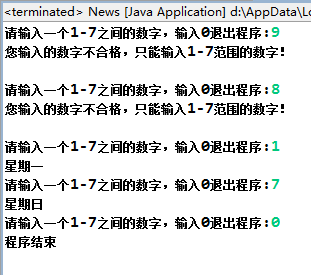 <terminated> News [Java Application] d:\AppData\Lo
请输入一个1-7之间的数字，输入0退出程序:9
您输入的数字不合格，只能输入1-7范围的数字!
请输入一个1-7之间的数字，输入0退出程序:8
您输入的数字不合格，只能输入1-7范围的数字!
请输入一个1-7之间的数字，输入0退出程序:1
星期一
请输入一个1-7之间的数字，输入0退出程序:7
星期日
请输入一个1-7之间的数字，输入0退出程序:0
程序结束